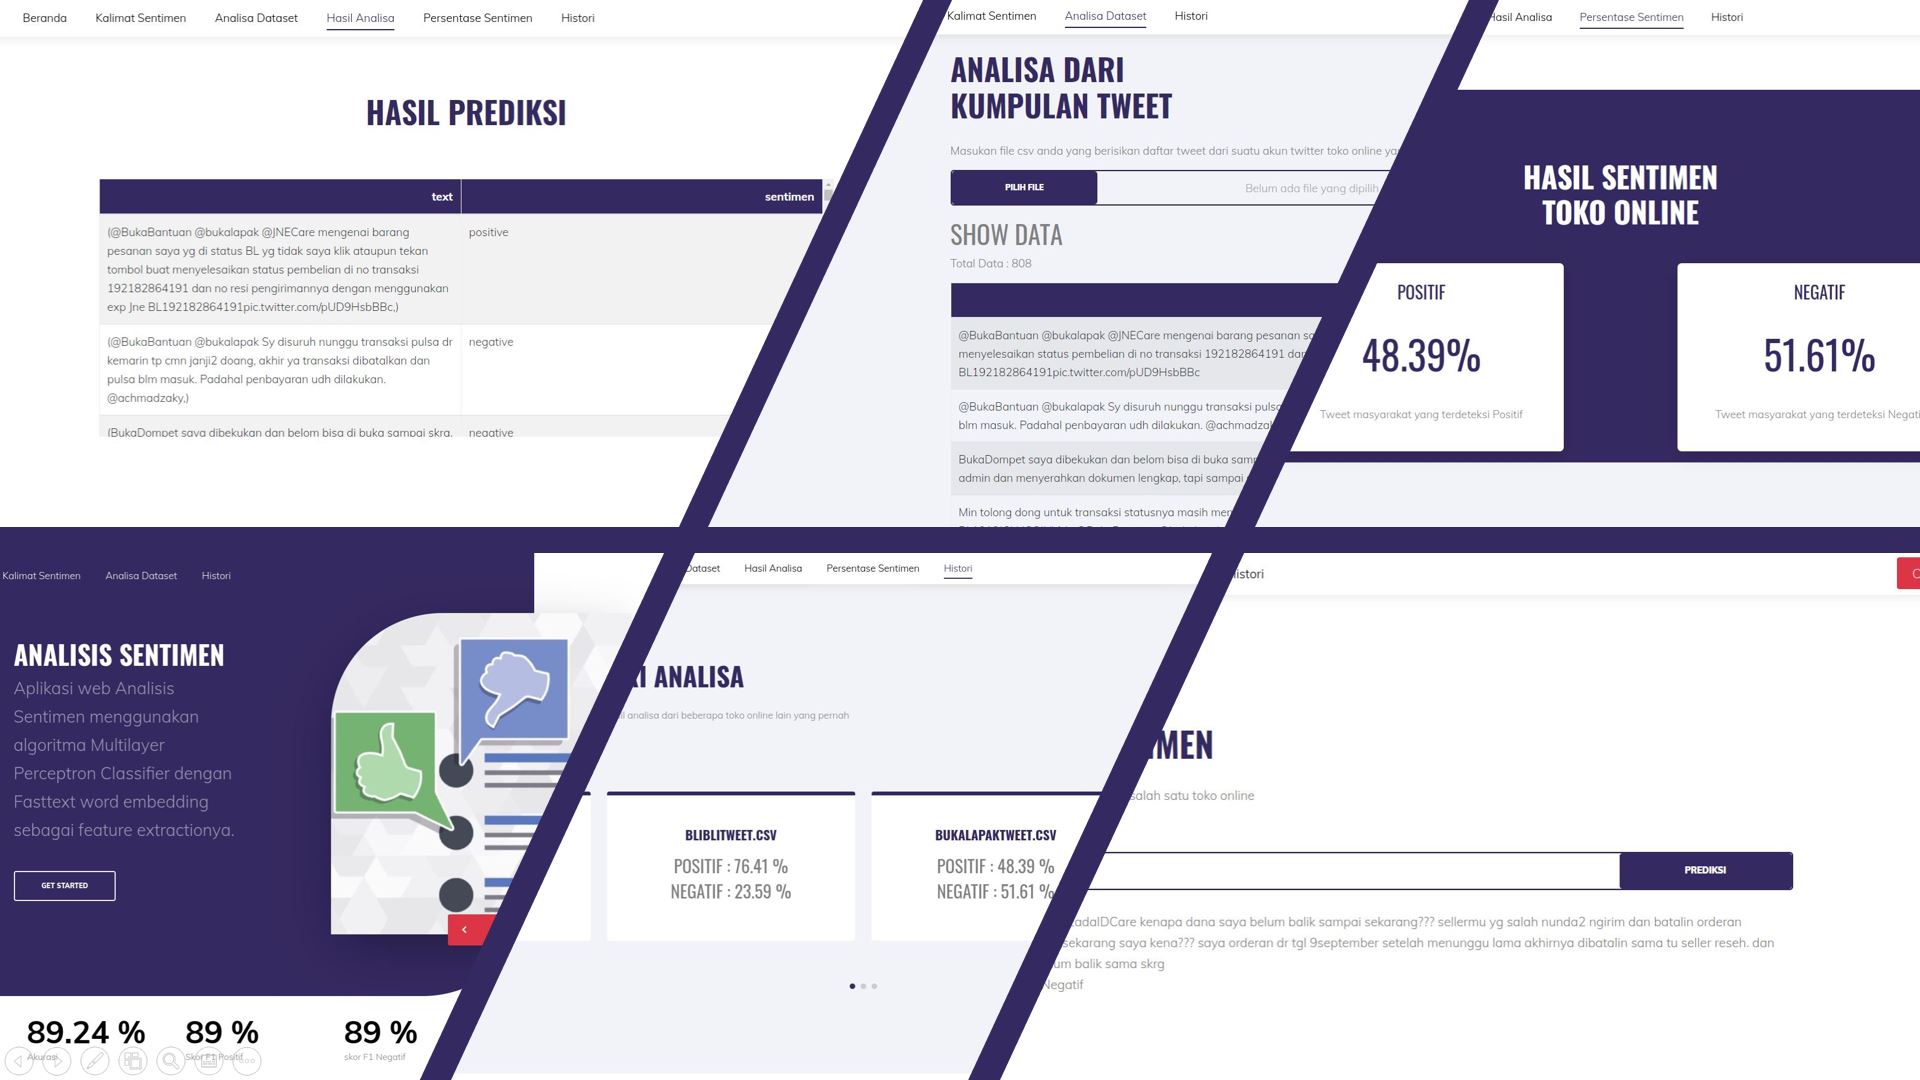 Beranda Kalimat Sentimen Analisa Dataset Hasil Analisa Persentase Sentimen Histori
HASIL PREDIKSI
text sentimen
(@BukaBantuan @bukalapak @JNECare mengenai barang positive
pesanan saya yg di status BL yg tidak saya klik ataupun tekan
tombol buat menyelesaikan status pembelian di no transaksi
192182864191 dan no resi pengirimannya dengan menggunakan
exp Jne BL192182864191pic.twitter.com/pUD9HsbBBc,)
(@BukaBantuan @bukalapak Sy disuruh nunggu transaksi pulsa dr negative
kemarin tp cmn janji2 doang, akhir ya transaksi dibatalkan dan
pulsa blm masuk. Padahal penbayaran udh dilakukan.
@achmadzaky,)
(BukaDompet saya dibekukan dan belom bisa di buka sampai skra. negative
Kalimat Sentimen Analisa Dataset Histori
ANALISA DARI
KUMPULAN TWEET
Masukan file csv anda yang berisikan daftar tweet dari suatu akun twitter toko online
PILIH FILE Belum ada file yang dipilih
SHOW DATA
Total Data : 808
@BukaBantuan @bukalapak @JNECare mengenai barang pesanan
menyelesaikan status pembelian di no transaksi 192182864191
BL192182864191pic.twitter.com/pUD9HsbBBc
@BukaBantuan @bukalapak Sy disuruh nunggu transaksi
blm masuk. Padahal penbayaran udh dilakukan.
BukaDompet saya dibekukan dan belom bisa di buka
admin dan menyerahkan dokumen lengkap, tapi sampai
Min tolong dong untuk transaksi statusnya masih
Hasil Analisa Persentase Sentimen Histori
HASIL SENTIMEN
TOKO ONLINE
POSITIF
48.39%
Tweet masyarakat yang terdeteksi Positif
NEGATIF
51.61%
Tweet masyarakat yang terdeteksi
Kalimat Sentimen Analisa Dataset Histori
ANALISIS SENTIMEN
Aplikasi web Analisis
Sentimen menggunakan
algoritma Multilayer
Perceptron Classifier dengan
Fasttext word embedding
sebagai feature extractionya.
GET STARTED
89.24 % 89 % 89 %
Akurasi Skor F1 Positif skor F1 Negatif
Dataset Hasil Analisa Persentase Sentimen Histori
ANALISA
analisa dari beberapa toko online lain yang pernah
BLIBLITWEET.CSV
POSITIF : 76.41 %
NEGATIF : 23.59 %
BUKALAPAKTWEET.CSV
POSITIF : 48.39 %
NEGATIF : 51.61 %
Histori
salah satu toko online
PREDIKSI
kenapa dana saya belum balik sampai sekarang??? sellermu yg salah nunda2 ngirim dan batalin orderan
sekarang saya kena??? saya orderan dr tgl 9september setelah menunggu lama akhirnya dibatalin sama tu seller reseh. dan
balik sama skrg
Negatif